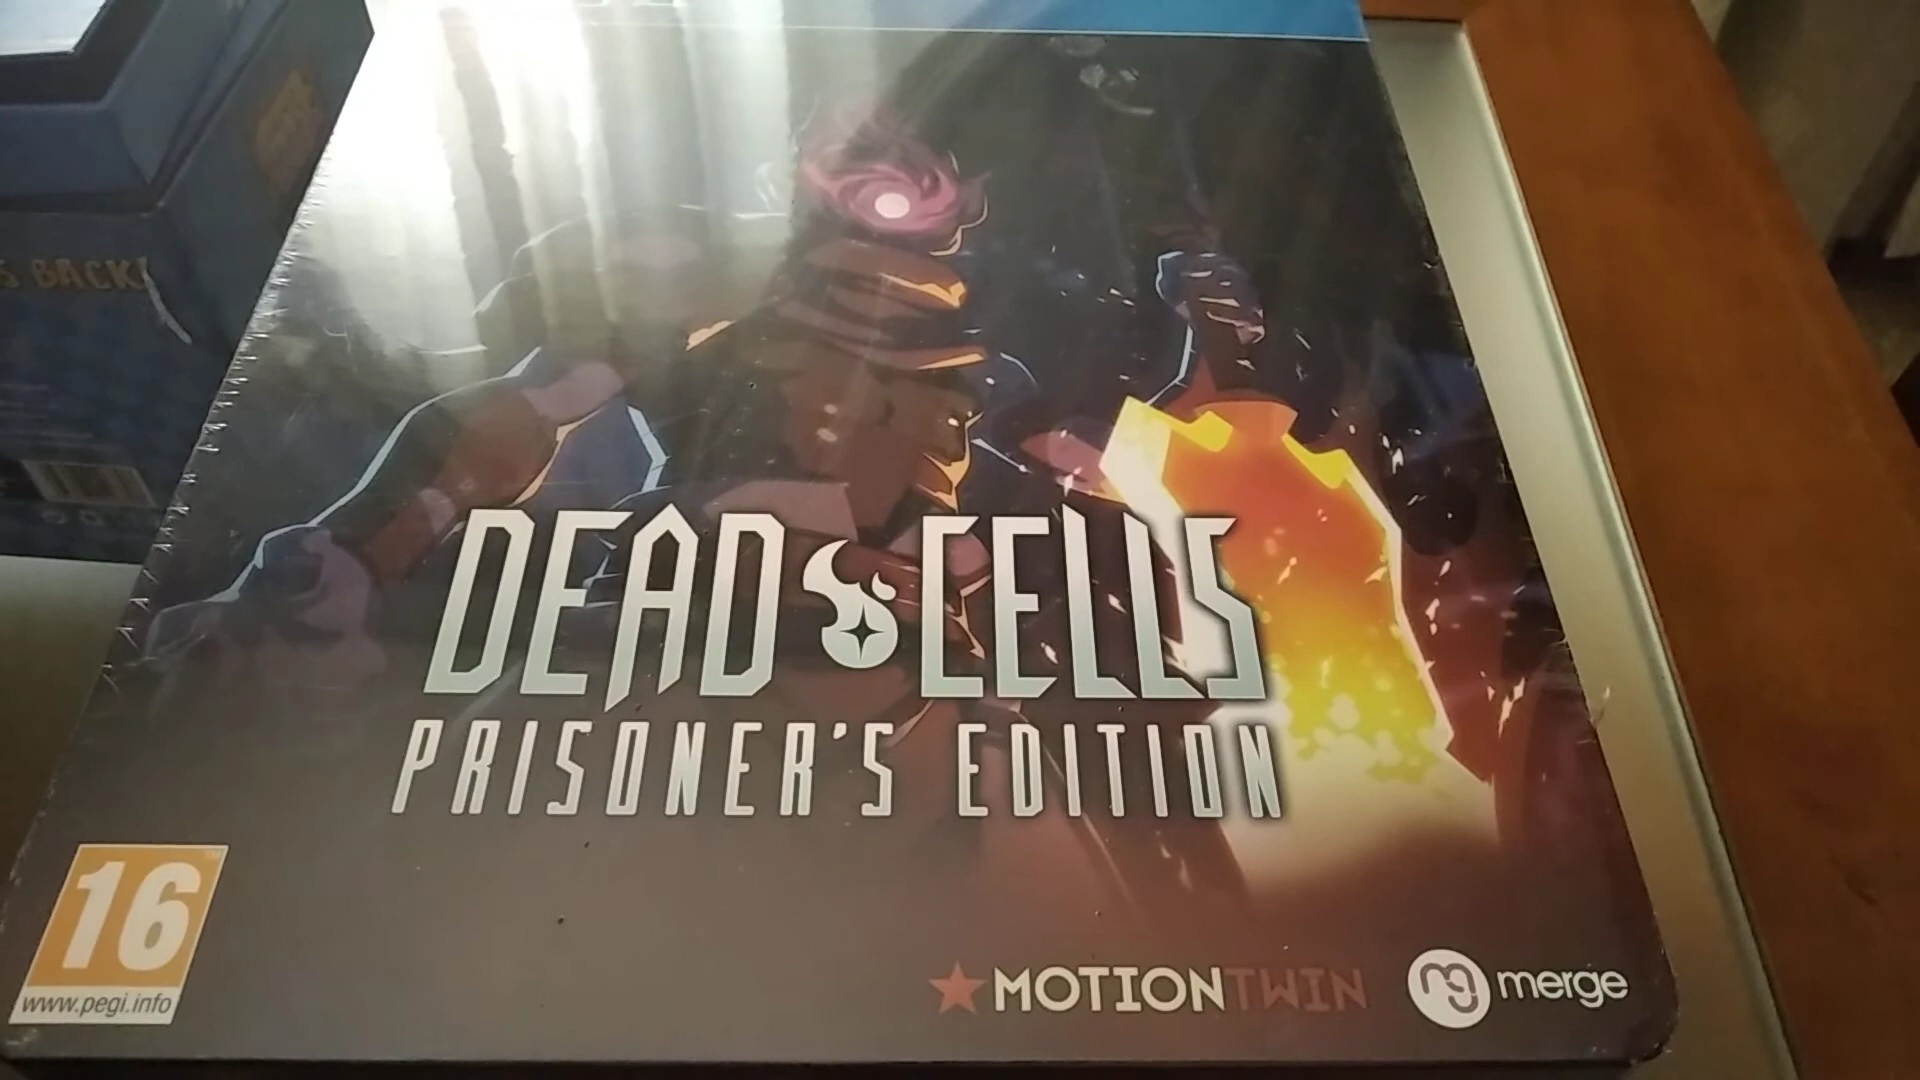 S BACK!
DEAD CELLS
PRISONER'S EDITION
16
www.pegi.info
MOTIONTWIN
merge